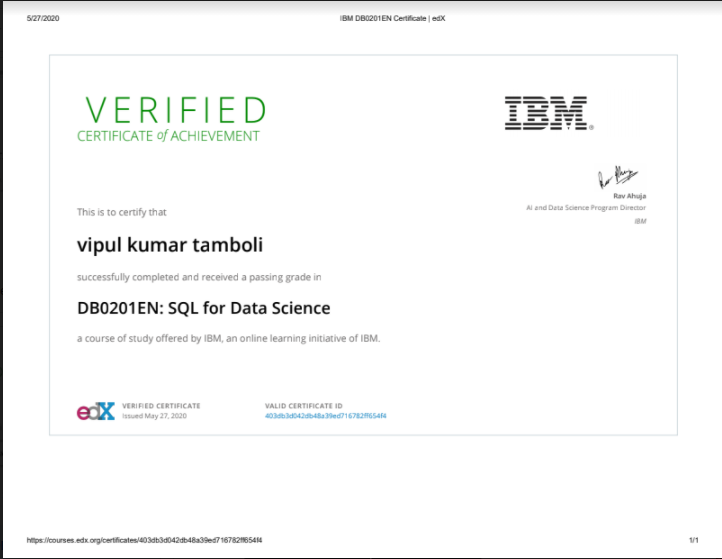 5/27/2020
IBM DB0201EN Certificate | edX
VERIFIED
CERTIFICATE of ACHIEVEMENT
IBM®
Rav Ahuja
AI and Data Science Program Director
IBM
This is to certify that
vipul kumar tamboli
successfully completed and received a passing grade in
DB0201EN: SQL for Data Science
a course of study offered by IBM, an online learning initiative of IBM.
edX
VERIFIED CERTIFICATE
Issued May 27, 2020
VALID CERTIFICATE ID
403db3d042db48a39ed716782ff654f4
https://courses.edx.org/certificates/403db3d042db48a39ed716782ff654f4
1/1